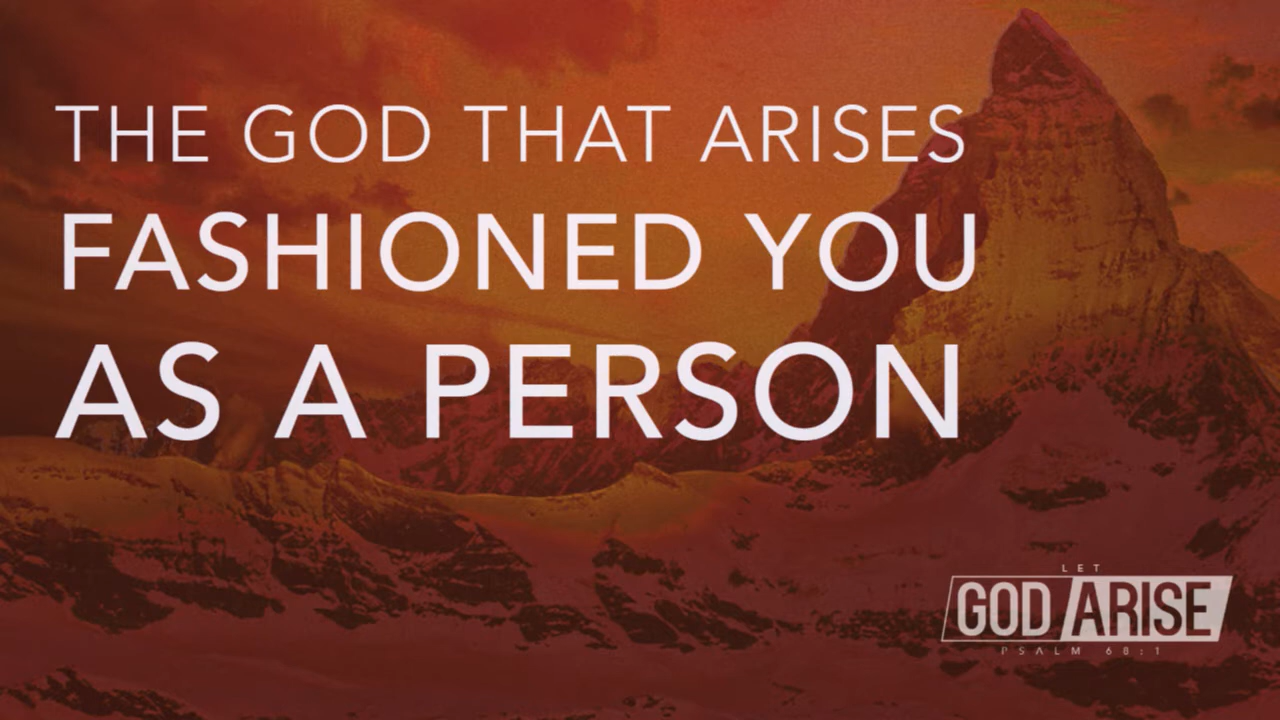 THE GOD THAT ARISES
FASHIONED YOU
AS A PERSON
LET
GOD ARISE
PSALM 68:1